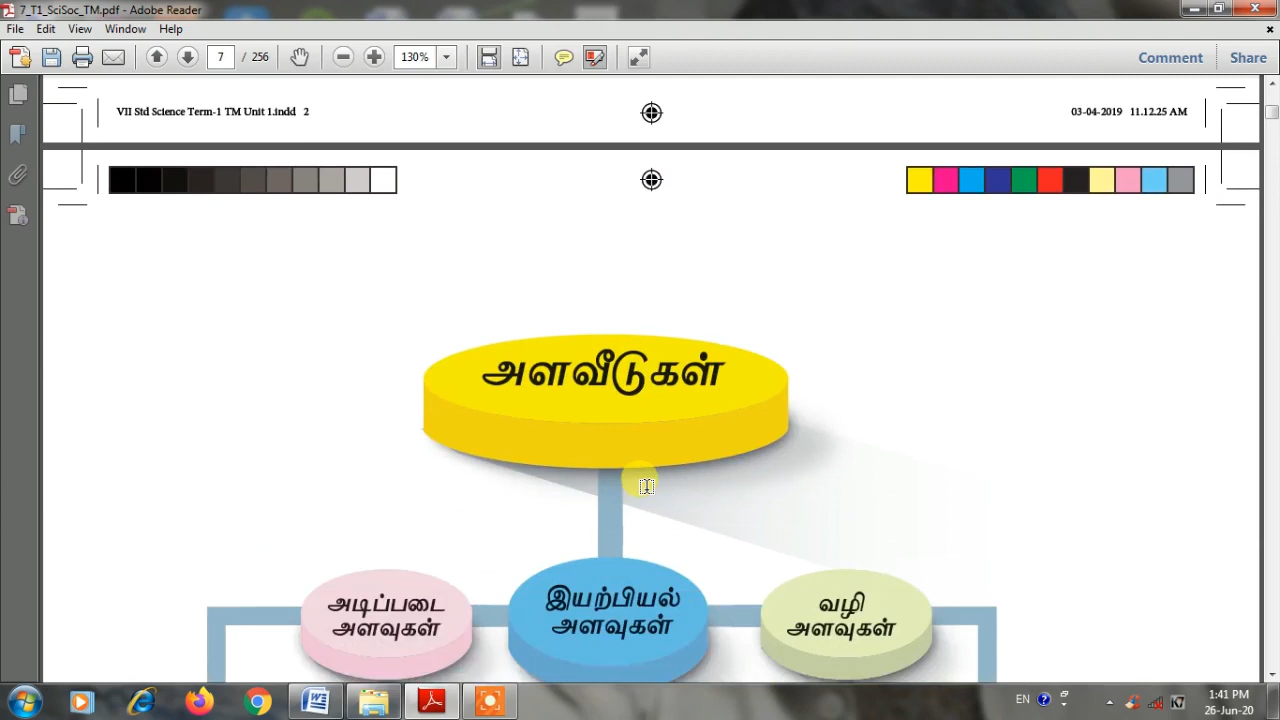 7_T1_SciSoc_TM.pdf - Adobe Reader
File Edit View Window Help
7 / 256 130% Comment Share
VII Std Science Term-1 TM Unit 1.indd 2 03-04-2019 11.12.25 AM
அளவீடுகள்
அடிப்படை
அளவுகள்
இயற்பியல்
அளவுகள்
வழி
அளவுகள்
EN 1:41 PM
26-Jun-20